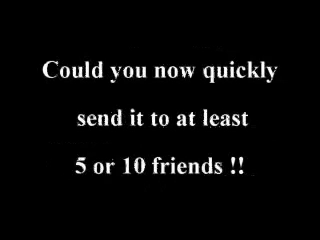 Could you now quickly
send it to at least
5 or 10 friends !!